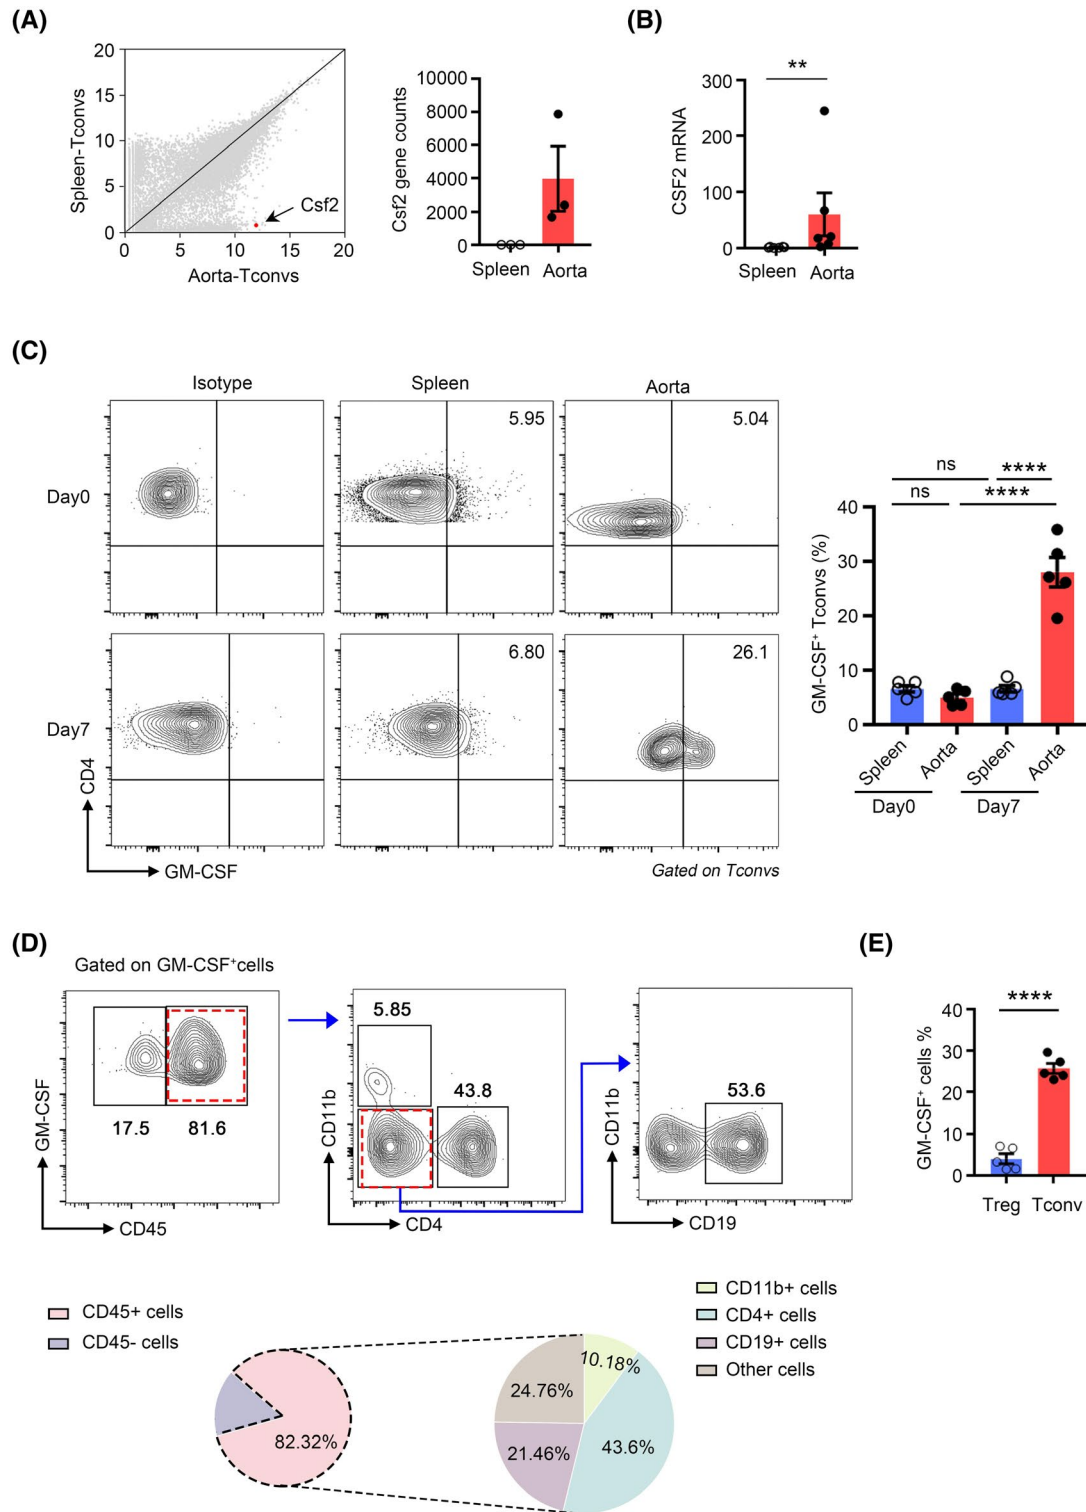 (A)
20
15
10
5
0
0
5
10
15
20
Spleen-Tconvs
Aorta-Tconvs
Csf2
10000
8000
6000
4000
2000
0
Csf2 gene counts
Spleen
Aorta
(B)
**
300
200
100
0
CSF2 mRNA
Spleen
Aorta
(C)
Isotype
Spleen
Aorta
Day0
5.95
5.04
Day7
6.80
26.1
CD4
GM-CSF
Gated on Tconvs
ns
****
ns
****
40
30
20
10
0
GM-CSF+ Tconvs (%)
Spleen
Aorta
Spleen
Aorta
Day0
Day7
(D)
Gated on GM-CSF+cells
17.5
81.6
GM-CSF
CD45
5.85
43.8
CD11b
CD4
53.6
CD11b
CD19
CD45+ cells
CD45- cells
82.32%
CD11b+ cells
CD4+ cells
CD19+ cells
Other cells
10.18%
24.76%
21.46%
43.6%
(E)
****
40
30
20
10
0
GM-CSF+ cells %
Treg
Tconv